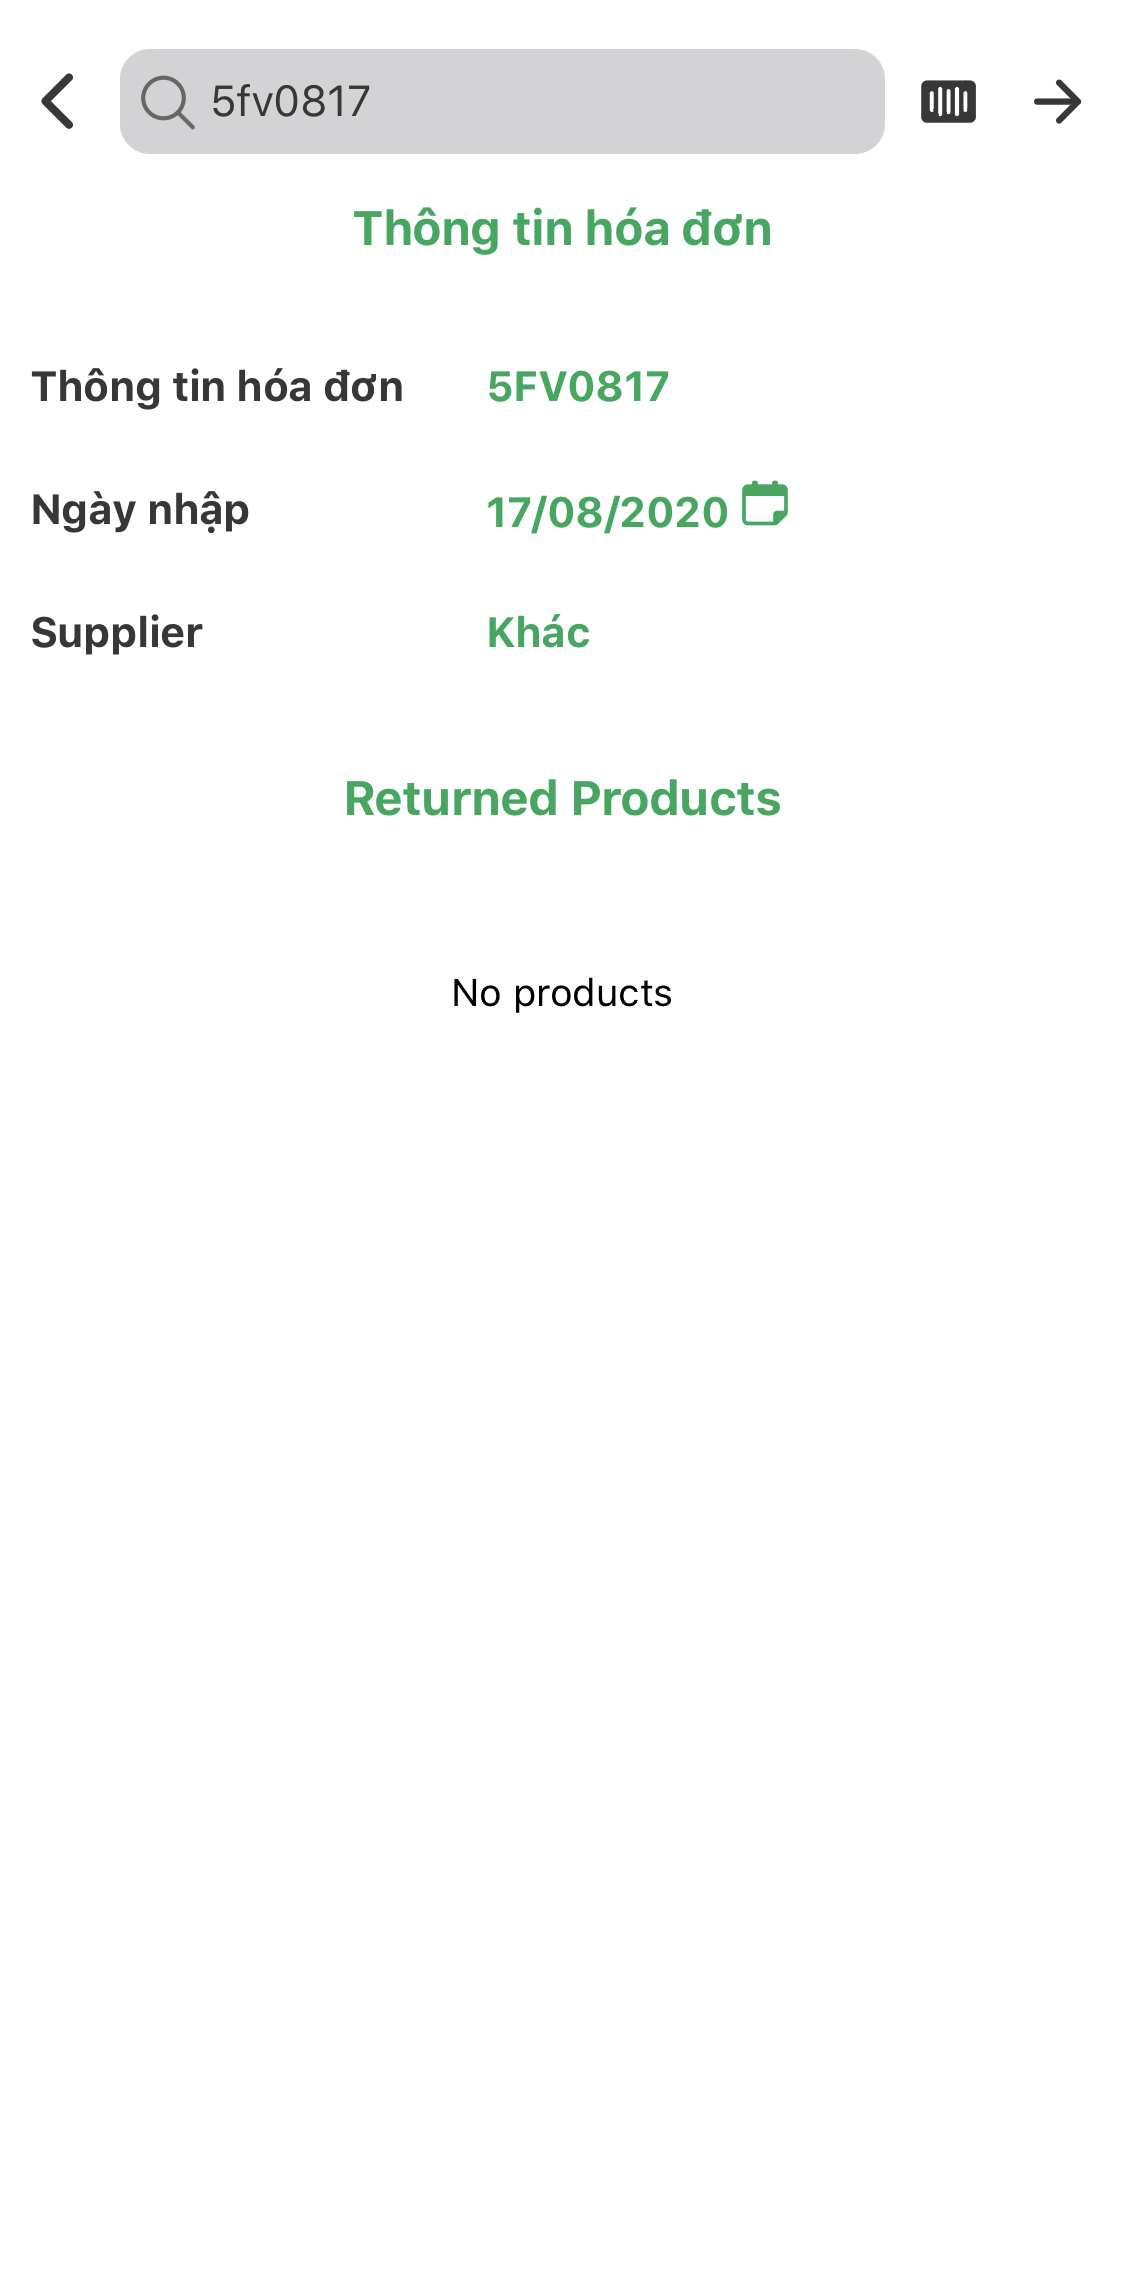 5fv0817
Thông tin hóa đơn
Thông tin hóa đơn 5FV0817
Ngày nhập 17/08/2020
Supplier Khác
Returned Products
No products